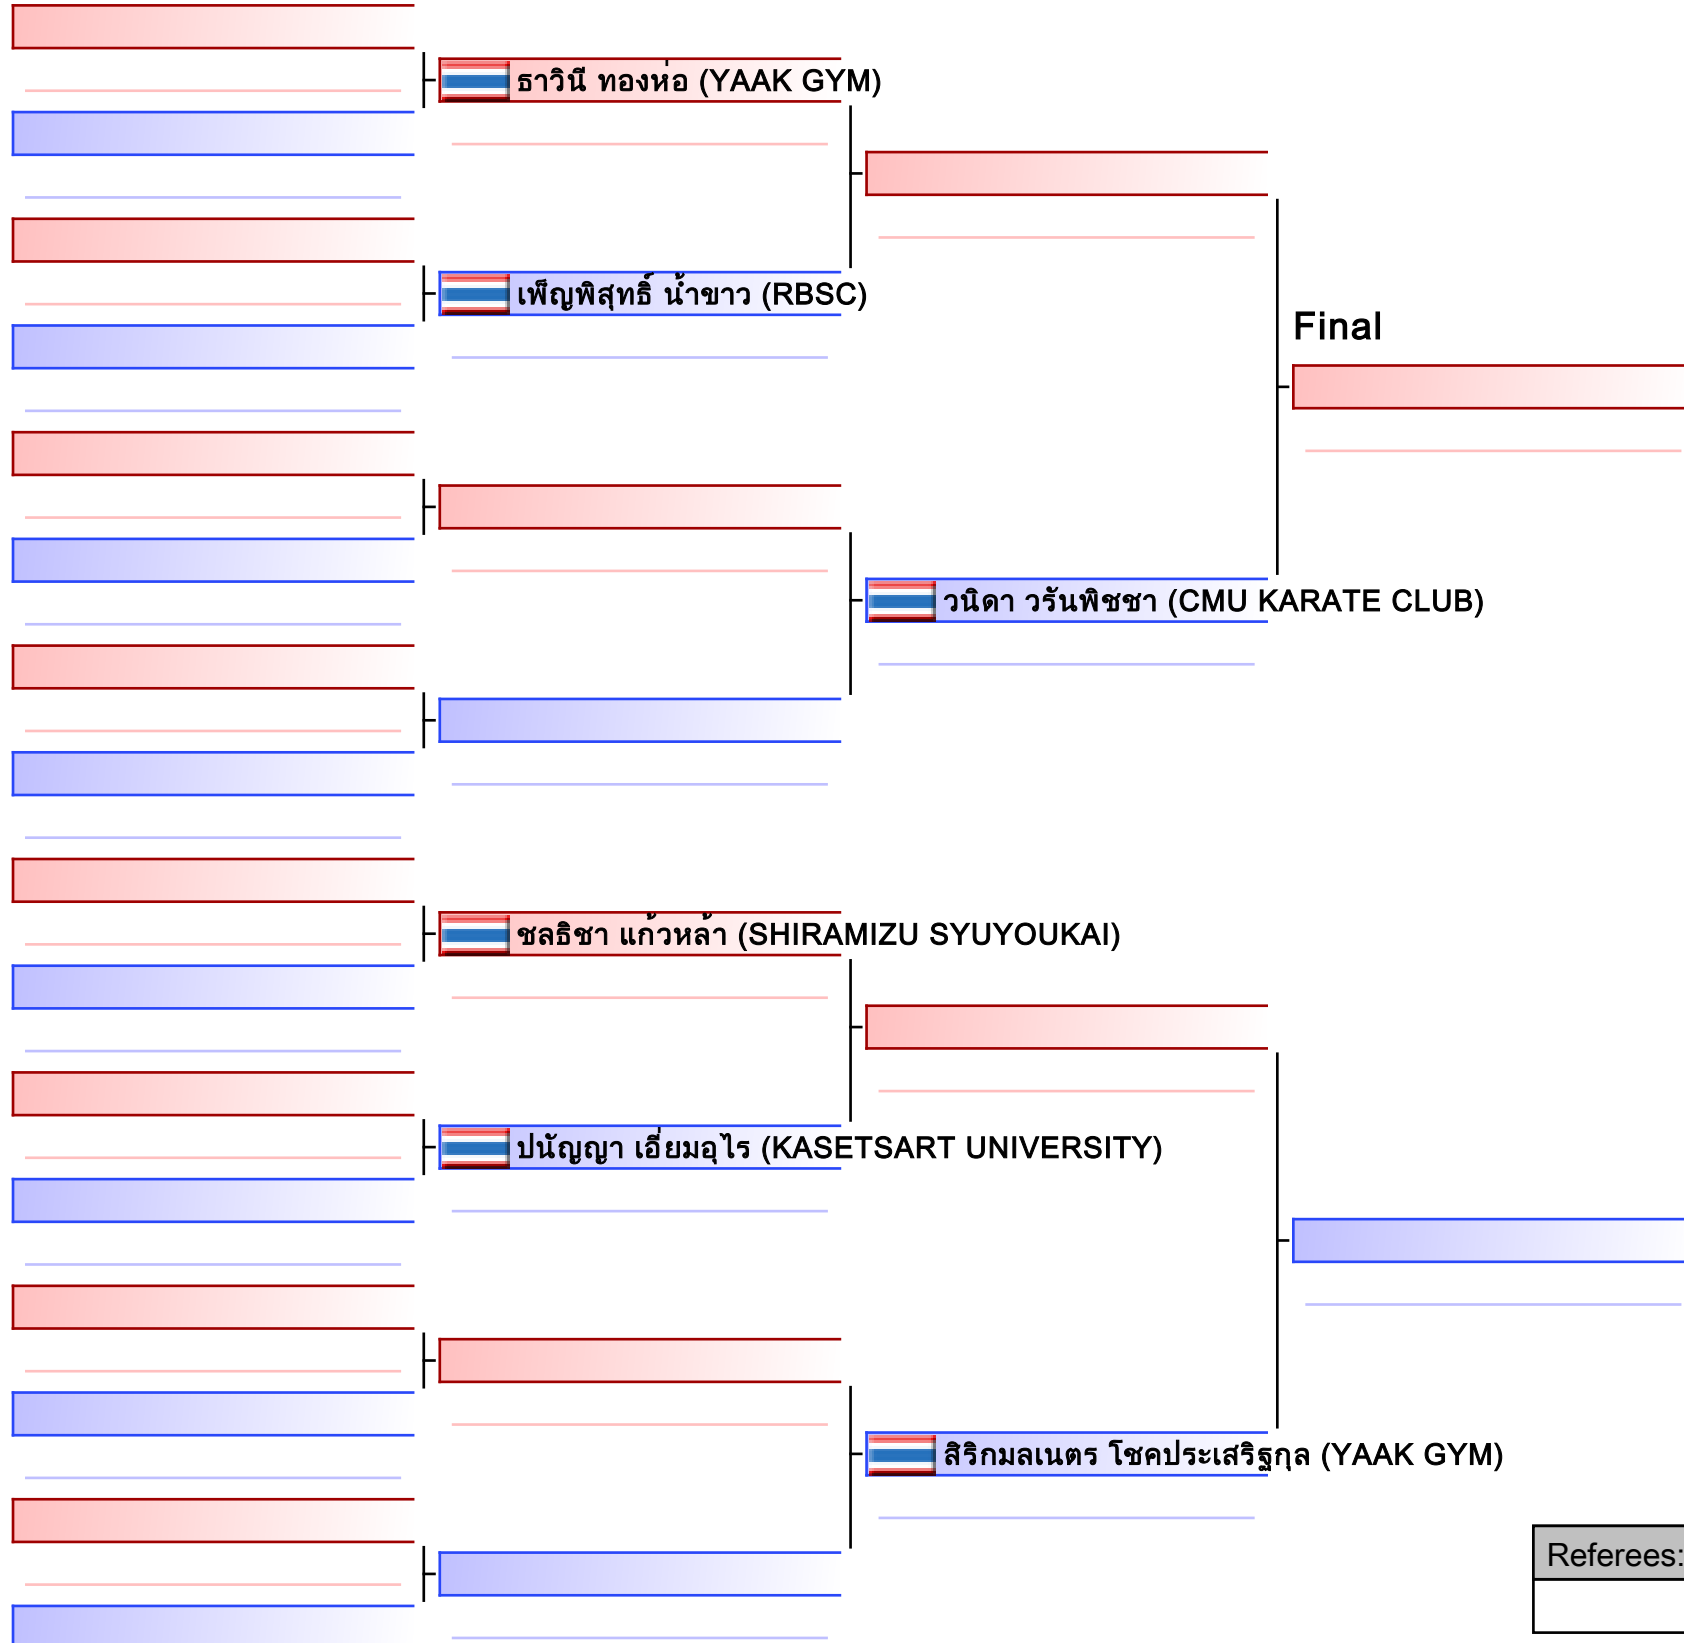 ธาวินี ทองห่อ (YAAK GYM)
เพ็ญพิสุทธิ์ น้ำขาว (RBSC)
Final
วนิดา วรันพิชชา (CMU KARATE CLUB)
ชลธิชา แก้วหล้า (SHIRAMIZU SYUYOUKAI)
ปนัญญา เอี่ยมอุไร (KASETSART UNIVERSITY)
สิริกมลเนตร โชคประเสริฐกุล (YAAK GYM)
Referees: